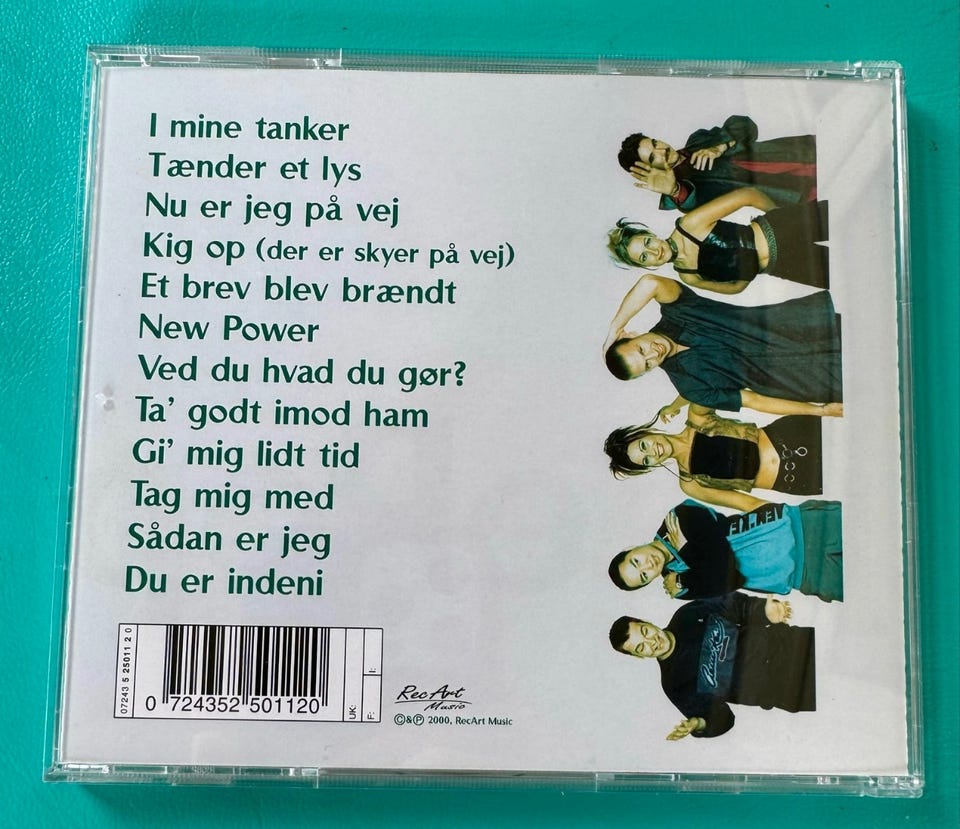 I mine tanker
Tænder et lys
Nu er jeg på vej
Kig op (der er skyer på vej)
Et brev blev brændt
New Power
Ved du hvad du gør?
Ta' godt imod ham
Gi' mig lidt tid
Tag mig med
Sådan er jeg
Du er indeni
07243 5 25011 2 0
0 724352 501120
UK:
F:
I:
RecArt
Music
©&℗ 2000, RecArt Music